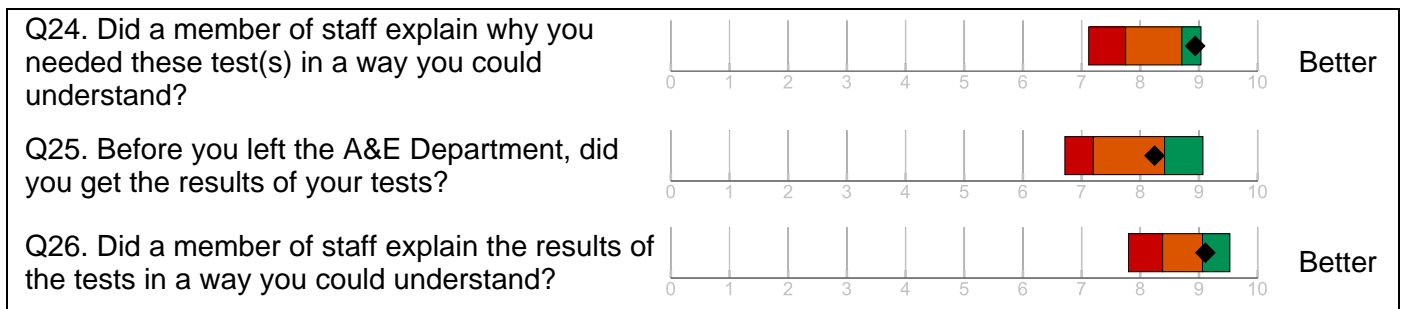 Q24. Did a member of staff explain why you
needed these test(s) in a way you could
understand?
0 1 2 3 4 5 6 7 8 9 10
Better
Q25. Before you left the A&E Department, did
you get the results of your tests?
0 1 2 3 4 5 6 7 8 9 10
Q26. Did a member of staff explain the results of
the tests in a way you could understand?
0 1 2 3 4 5 6 7 8 9 10
Better